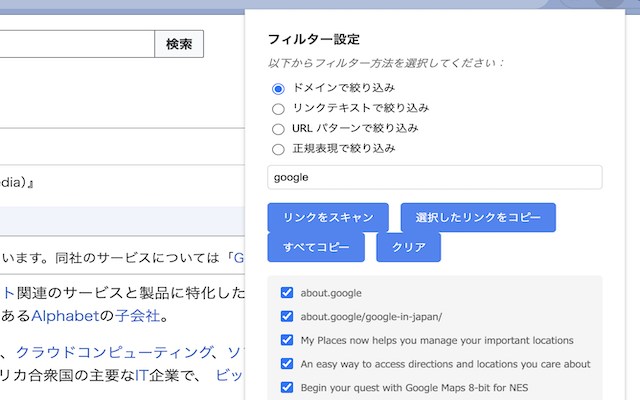 検索
edia)』
います。同社のサービスについては「G
ト関連のサービスと製品に特化した
あるAlphabetの子会社。
、クラウドコンピューティング、ソ
リカ合衆国の主要なIT企業で、 ビッ
フィルター設定
以下からフィルター方法を選択してください：
ドメインで絞り込み
リンクテキストで絞り込み
URL パターンで絞り込み
正規表現で絞り込み
google
リンクをスキャン 選択したリンクをコピー
すべてコピー クリア
about.google
about.google/google-in-japan/
My Places now helps you manage your important locations
An easy way to access directions and locations you care about
Begin your quest with Google Maps 8-bit for NES